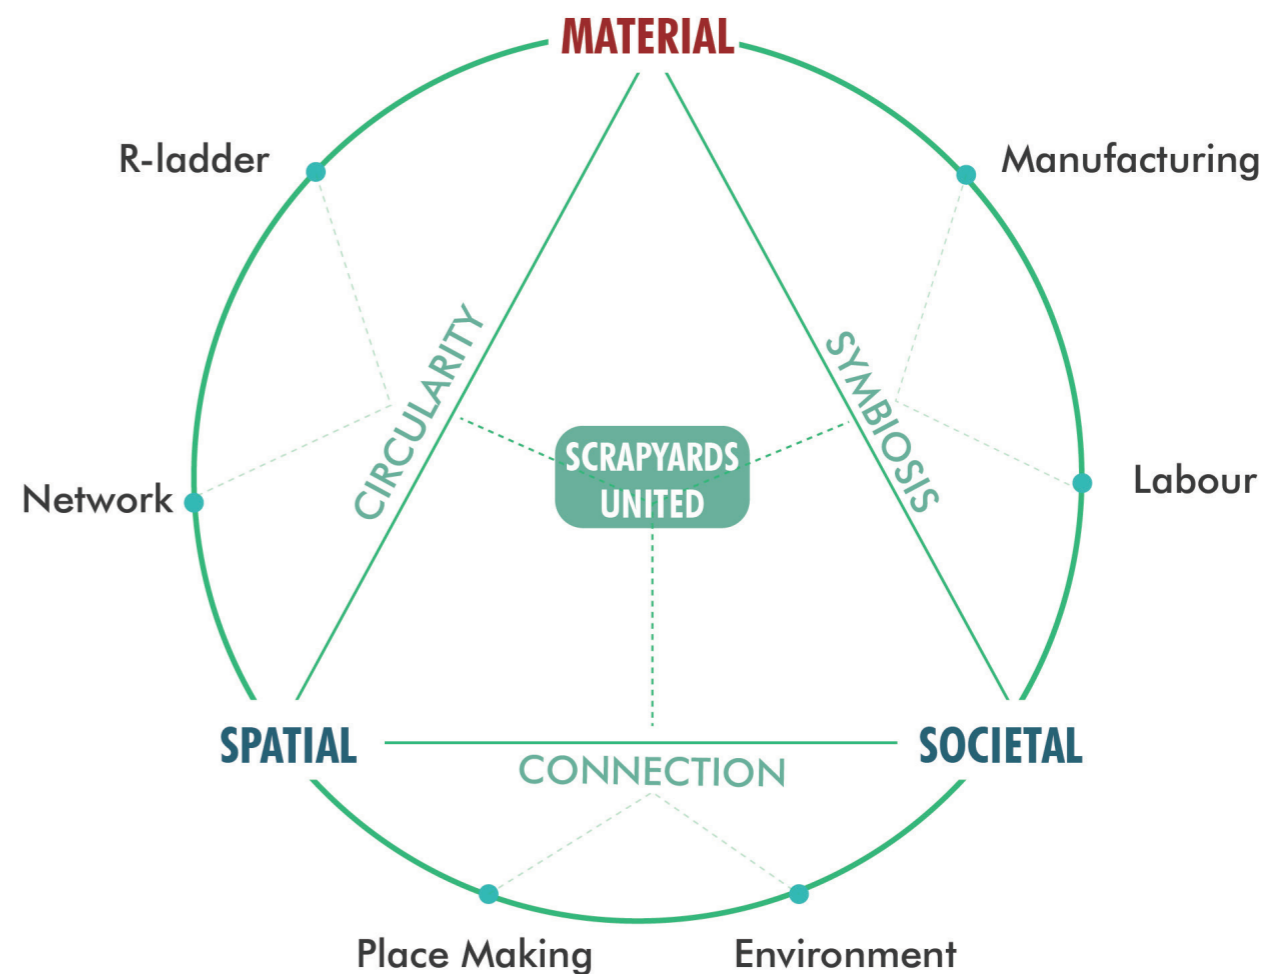 MATERIAL
R-ladder
Manufacturing
CIRCULARITY
SYMBIOSIS
SCRAPYARDS
UNITED
Network
Labour
SPATIAL
SOCIETAL
CONNECTION
Place Making
Environment